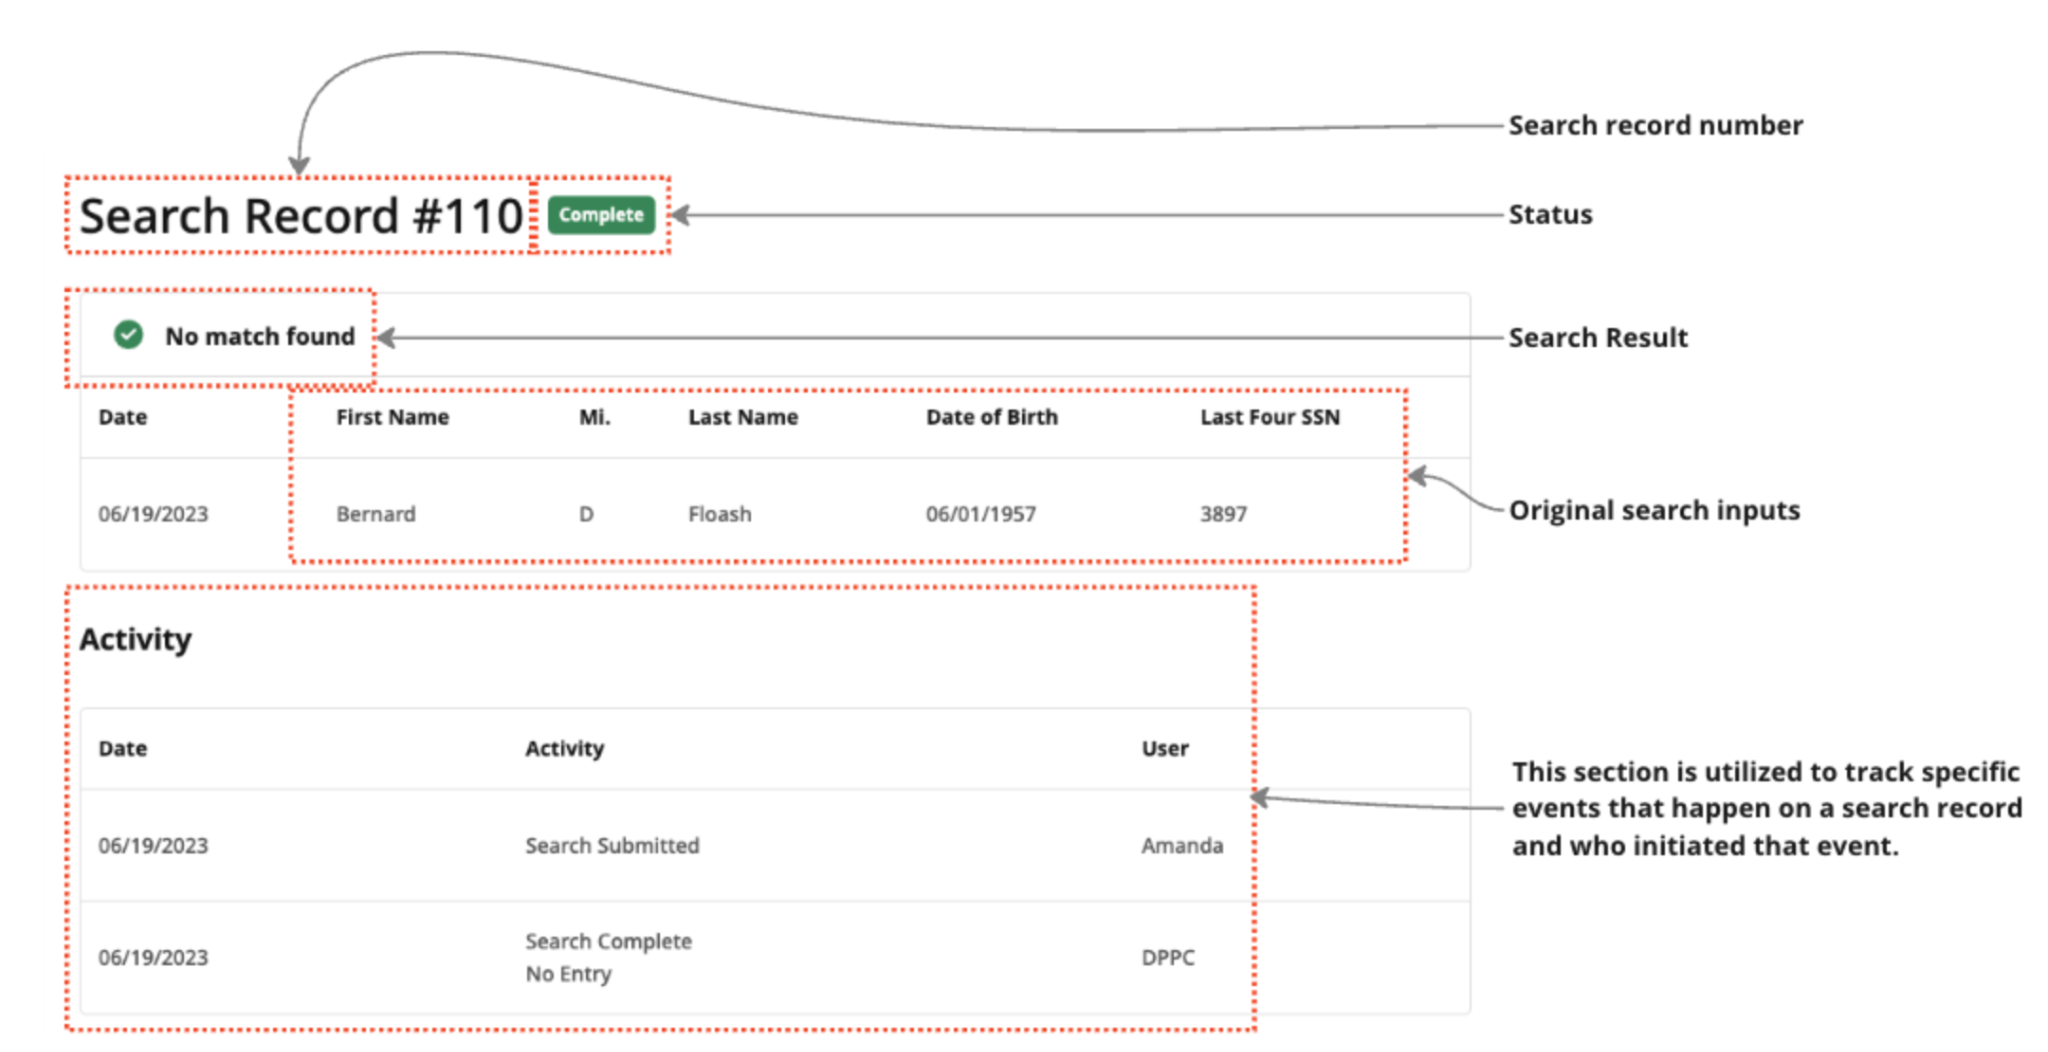 Search record number
Search Record #110 Complete Status
No match found Search Result
Date First Name Mi. Last Name Date of Birth Last Four SSN
06/19/2023 Bernard D Floash 06/01/1957 3897
Original search inputs
Activity
Date Activity User
This section is utilized to track specific
events that happen on a search record
and who initiated that event.
06/19/2023 Search Submitted Amanda
06/19/2023 Search Complete DPPC
No Entry